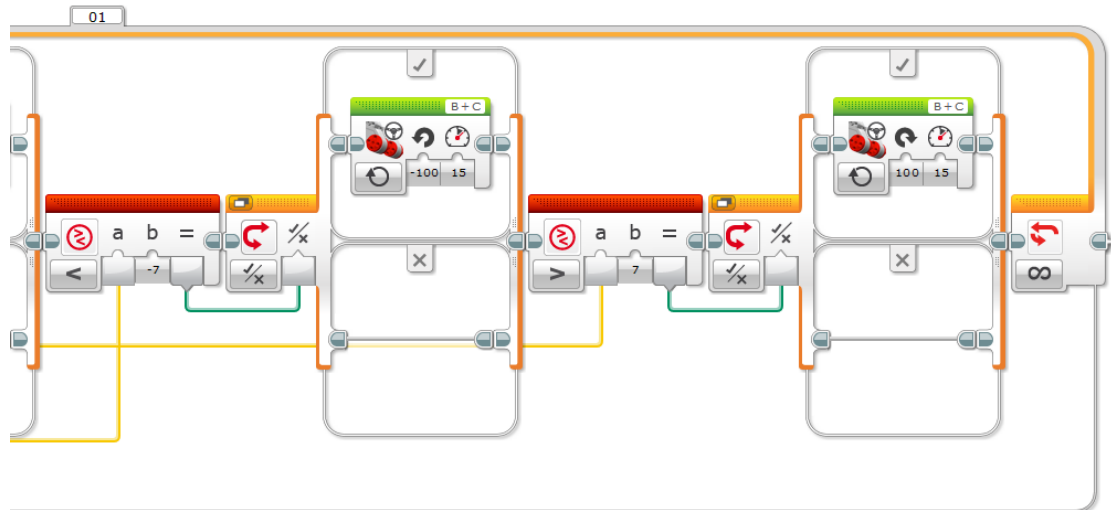 01
B+C
-100 15
B+C
100 15
a b =
< -7
a b =
> 7
∞